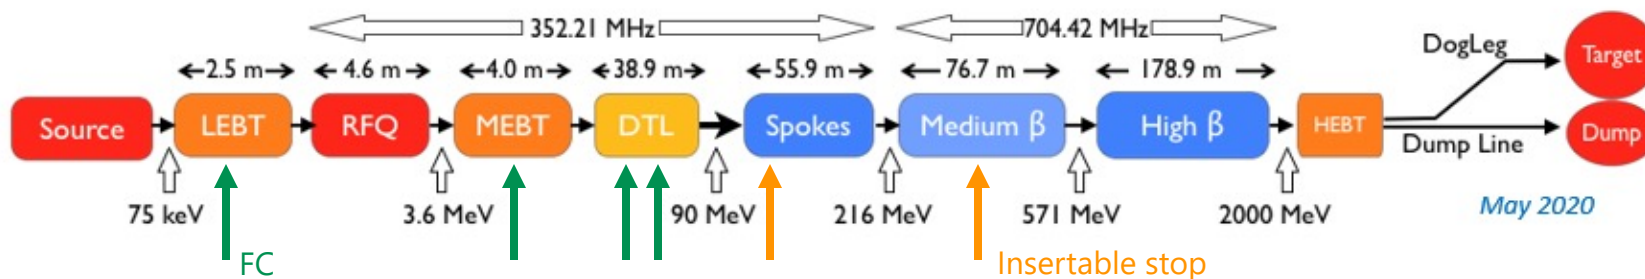 352.21 MHz 704.42 MHz
2.5 m 4.6 m 4.0 m 38.9 m 55.9 m 76.7 m 178.9 m
DogLeg
Target
Source LEBT RFQ MEBT DTL Spokes Medium β High β HEBT
Dump Line
Dump
75 keV 3.6 MeV 90 MeV 216 MeV 571 MeV 2000 MeV
May 2020
FC Insertable stop